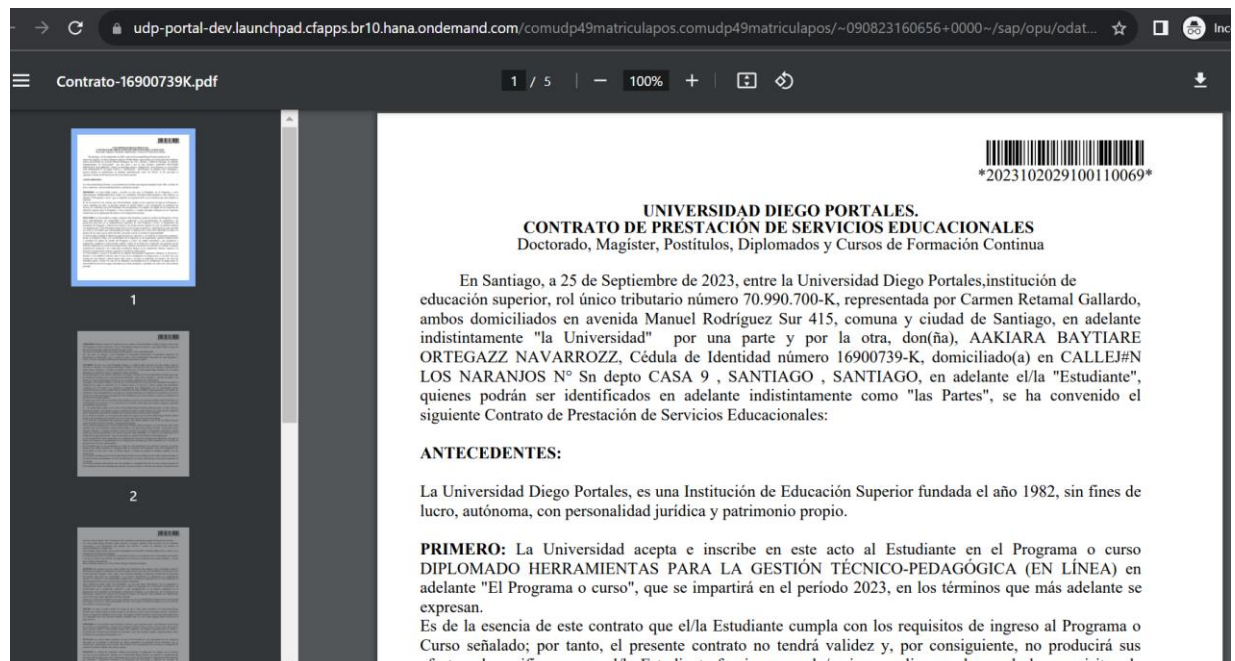 udp-portal-dev.launchpad.cfapps.br10.hana.ondemand.com/comudp49matriculapos.comudp49matriculapos/~090823160656+0000~/sap/opu/odat...
Inc
Contrato-16900739K.pdf
1 / 5
100%
1
2
*2023102029100110069*
UNIVERSIDAD DIEGO PORTALES.
CONTRATO DE PRESTACIÓN DE SERVICIOS EDUCACIONALES
Doctorado, Magíster, Postítulos, Diplomados y Cursos de Formación Continua
En Santiago, a 25 de Septiembre de 2023, entre la Universidad Diego Portales,institución de
educación superior, rol único tributario número 70.990.700-K, representada por Carmen Retamal Gallardo,
ambos domiciliados en avenida Manuel Rodríguez Sur 415, comuna y ciudad de Santiago, en adelante
indistintamente "la Universidad" por una parte y por la otra, don(ña), AAKIARA BAYTIARE
ORTEGAZZ NAVARROZZ, Cédula de Identidad número 16900739-K, domiciliado(a) en CALLEJ#N
LOS NARANJOS N° Sn depto CASA 9 , SANTIAGO , SANTIAGO, en adelante el/la "Estudiante",
quienes podrán ser identificados en adelante indistintamente como "las Partes", se ha convenido el
siguiente Contrato de Prestación de Servicios Educacionales:
ANTECEDENTES:
La Universidad Diego Portales, es una Institución de Educación Superior fundada el año 1982, sin fines de
lucro, autónoma, con personalidad jurídica y patrimonio propio.
PRIMERO: La Universidad acepta e inscribe en este acto al Estudiante en el Programa o curso
DIPLOMADO HERRAMIENTAS PARA LA GESTIÓN TÉCNICO-PEDAGÓGICA (EN LÍNEA) en
adelante "El Programa o curso", que se impartirá en el período 2023, en los términos que más adelante se
expresan.
Es de la esencia de este contrato que el/la Estudiante cumpla con los requisitos de ingreso al Programa o
Curso señalado; por tanto, el presente contrato no tendrá validez y, por consiguiente, no producirá sus